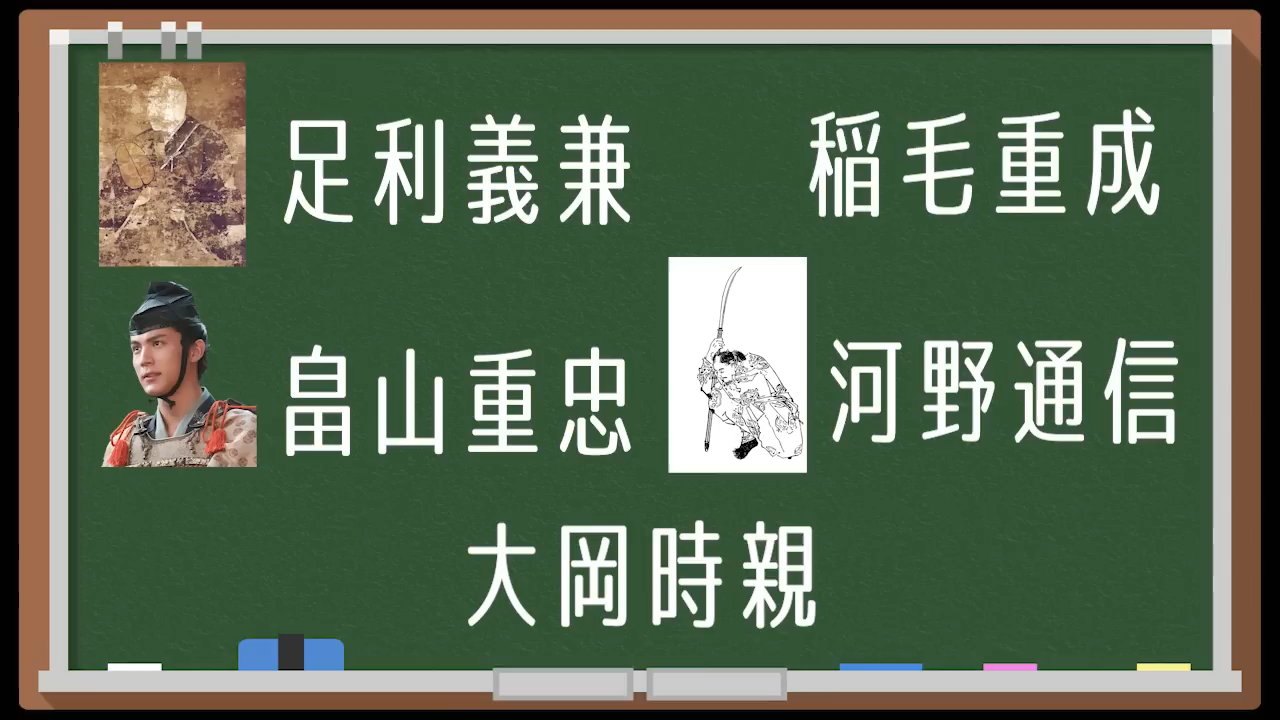 足利義兼
稲毛重成
畠山重忠
河野通信
大岡時親